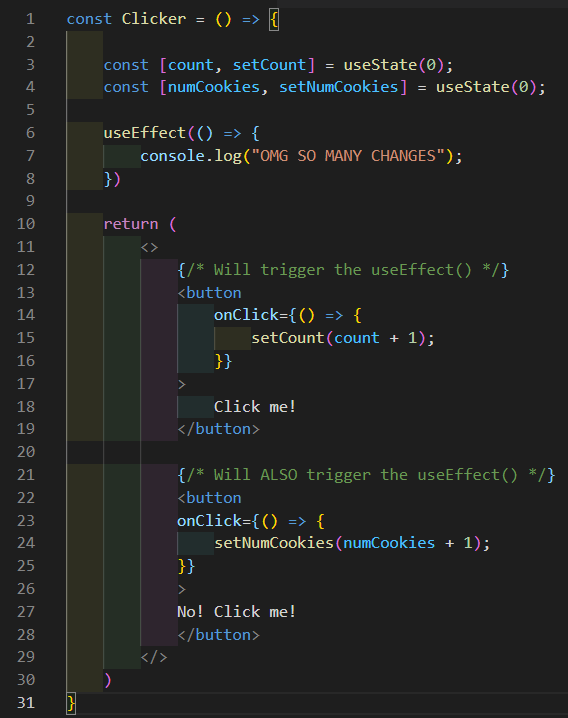 1 const Clicker = () => {
2
3 const [count, setCount] = useState(0);
4 const [numCookies, setNumCookies] = useState(0);
5
6 useEffect(() => {
7 console.log("OMG SO MANY CHANGES");
8 })
9
10 return (
11 <>
12 {/* Will trigger the useEffect() */}
13 <button
14 onClick={() => {
15 setCount(count + 1);
16 }}
17 >
18 Click me!
19 </button>
20
21 {/* Will ALSO trigger the useEffect() */}
22 <button
23 onClick={() => {
24 setNumCookies(numCookies + 1);
25 }}
26 >
27 No! Click me!
28 </button>
29 </>
30 )
31 }